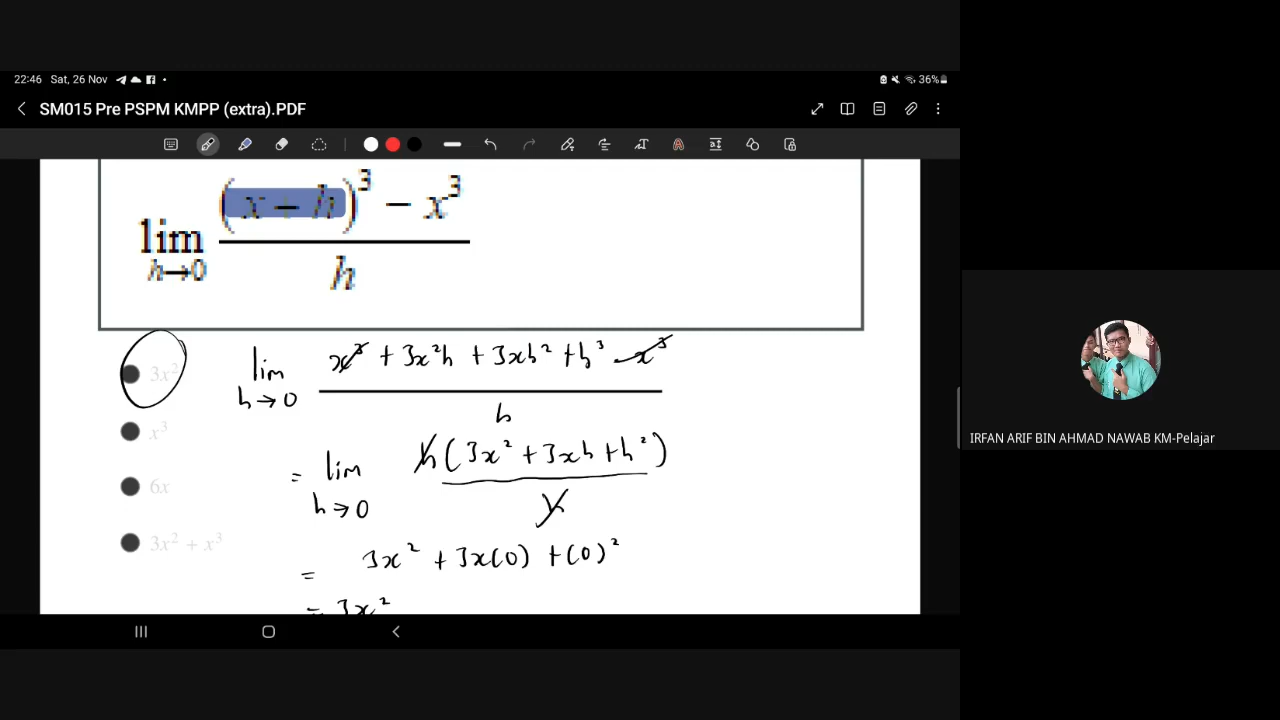 22:46 Sat, 26 Nov
36%
SM015 Pre PSPM KMPP (extra).PDF
lim h→0 ((x + h)³ − x³) / h
3x²
lim h→0 (x³ + 3x²h + 3xh² + h³ − x³) / h
x³
= lim h→0 h(3x² + 3xh + h²) / h
6x
3x² + x³
= 3x² + 3x(0) + (0)²
= 3x²
IRFAN ARIF BIN AHMAD NAWAB KM-Pelajar